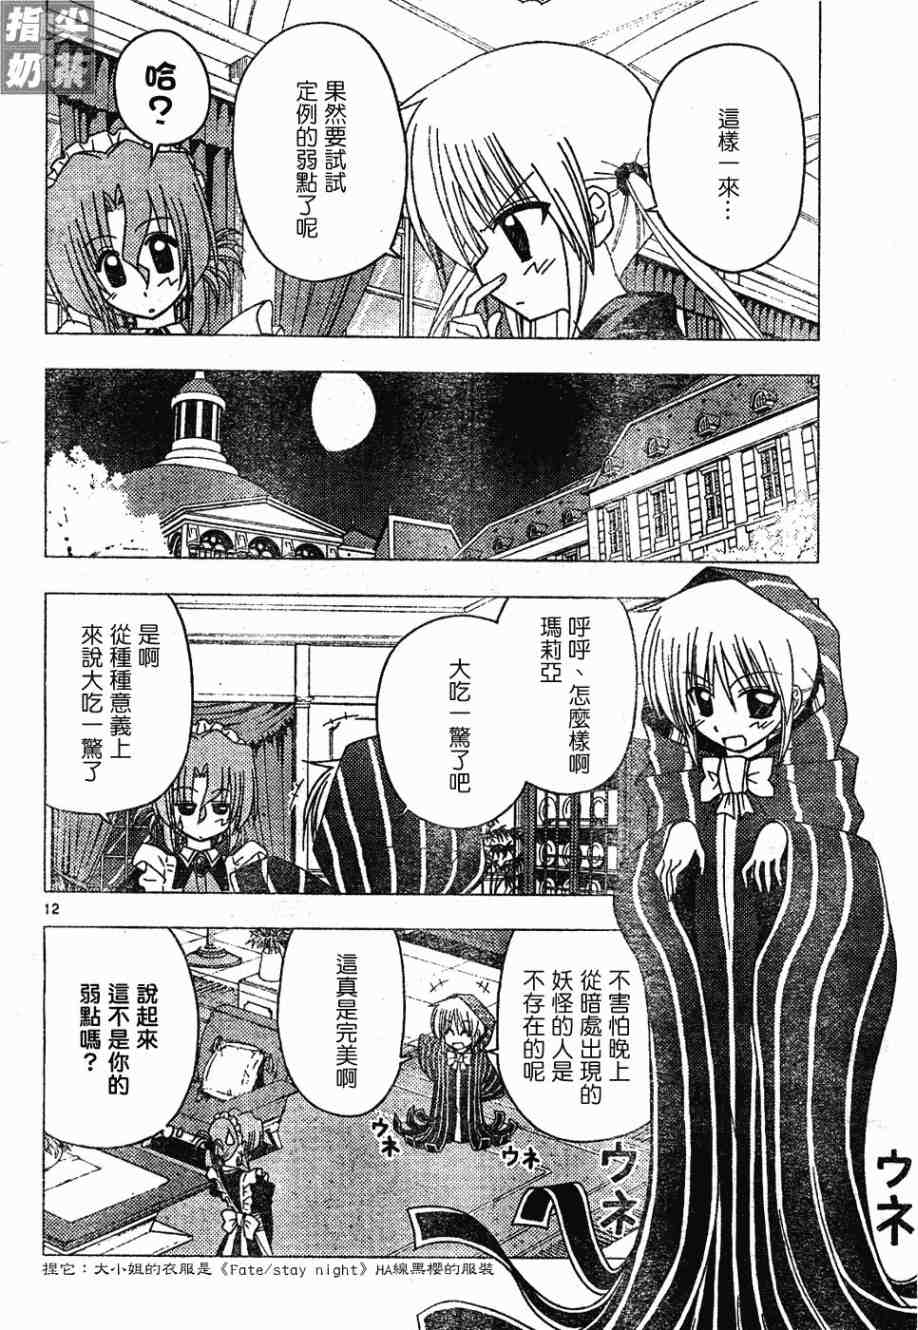 指尖
奶茶
這樣一來…
果然要試試
定例的弱點了呢
哈？
呼呼、怎麼樣啊
瑪莉亞
大吃一驚了吧
是啊
從種種意義上
來說大吃一驚了
12
不害怕晚上
從暗處出現的
妖怪的人是
不存在的呢
這真是完美啊
說起來
這不是你的
弱點嗎？
ウネ
ウネ
ウネ
ウネ
捏它：大小姐的衣服是《Fate/stay night》HA線黑櫻的服裝